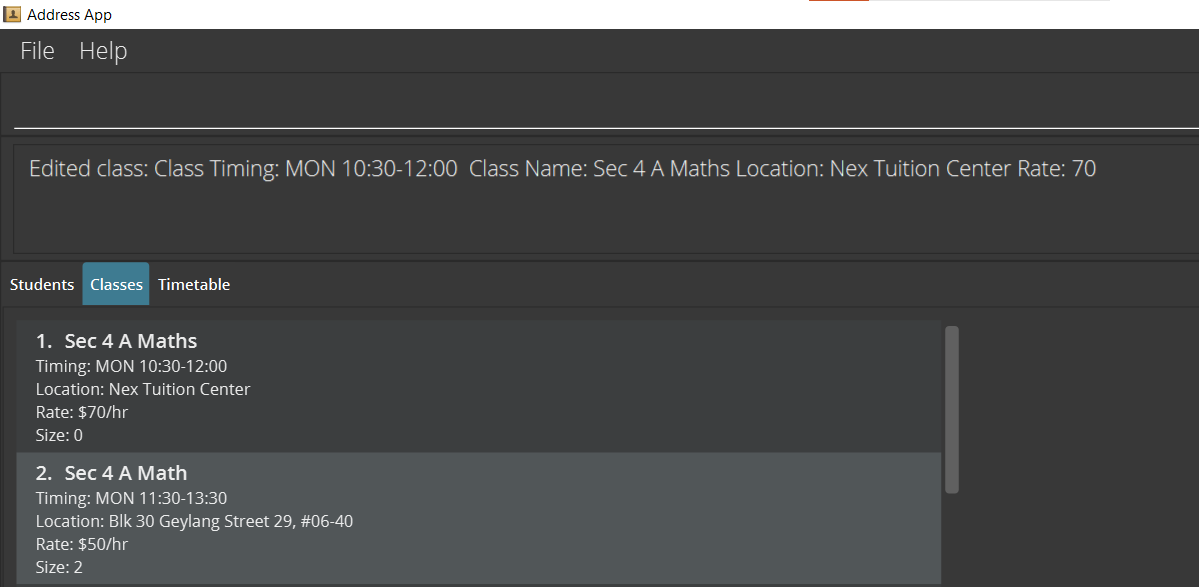 Address App
File Help
Edited class: Class Timing: MON 10:30-12:00 Class Name: Sec 4 A Maths Location: Nex Tuition Center Rate: 70
Students Classes Timetable
1. Sec 4 A Maths
Timing: MON 10:30-12:00
Location: Nex Tuition Center
Rate: $70/hr
Size: 0
2. Sec 4 A Math
Timing: MON 11:30-13:30
Location: Blk 30 Geylang Street 29, #06-40
Rate: $50/hr
Size: 2